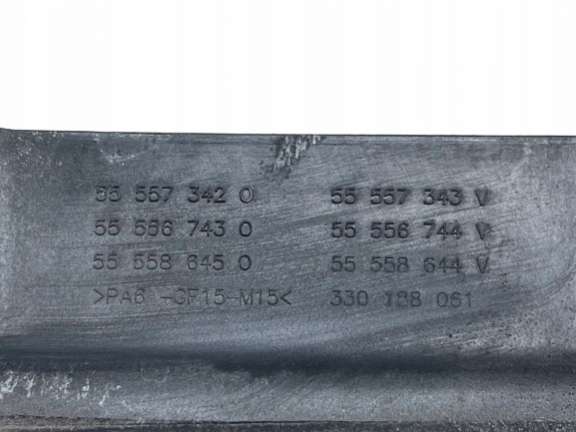 55 557 342 O 55 557 343 V
55 556 743 O 55 556 744 V
55 558 645 O 55 558 644 V
>PA6 -GF15-M15< 330 188 061